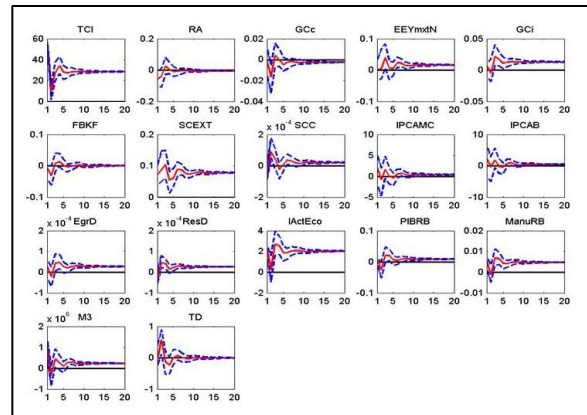 TCI RA GCc EEYmxtN GCi
60 0.2 0.04 0.1 0.05
40 0.02
20 0 0 0 0
-0.02
0 -0.2 -0.04 -0.1 -0.05
1 5 10 15 20 1 5 10 15 20 1 5 10 15 20 1 5 10 15 20 1 5 10 15 20
FBKF SCEXT × 10⁻⁴ SCC IPCAMC IPCAB
0.1 0.2 2 10 10
5
0 0.1 0 0 0
-5
-0.1 0 -2 -10 -10
1 5 10 15 20 1 5 10 15 20 1 5 10 15 20 1 5 10 15 20 1 5 10 15 20
× 10⁻⁴ EgrD × 10⁻⁴ ResD IActEco PIBRB ManuRB
2 2 4 0.1 0.02
1 1 2 0.01
0 0 0 0 0
-1 -1 -2 -0.1 -0.01
1 5 10 15 20 1 5 10 15 20 1 5 10 15 20 1 5 10 15 20 1 5 10 15 20
× 10⁶ M3 TD
2 2
1 1
0 0
-1 -1
1 5 10 15 20 1 5 10 15 20